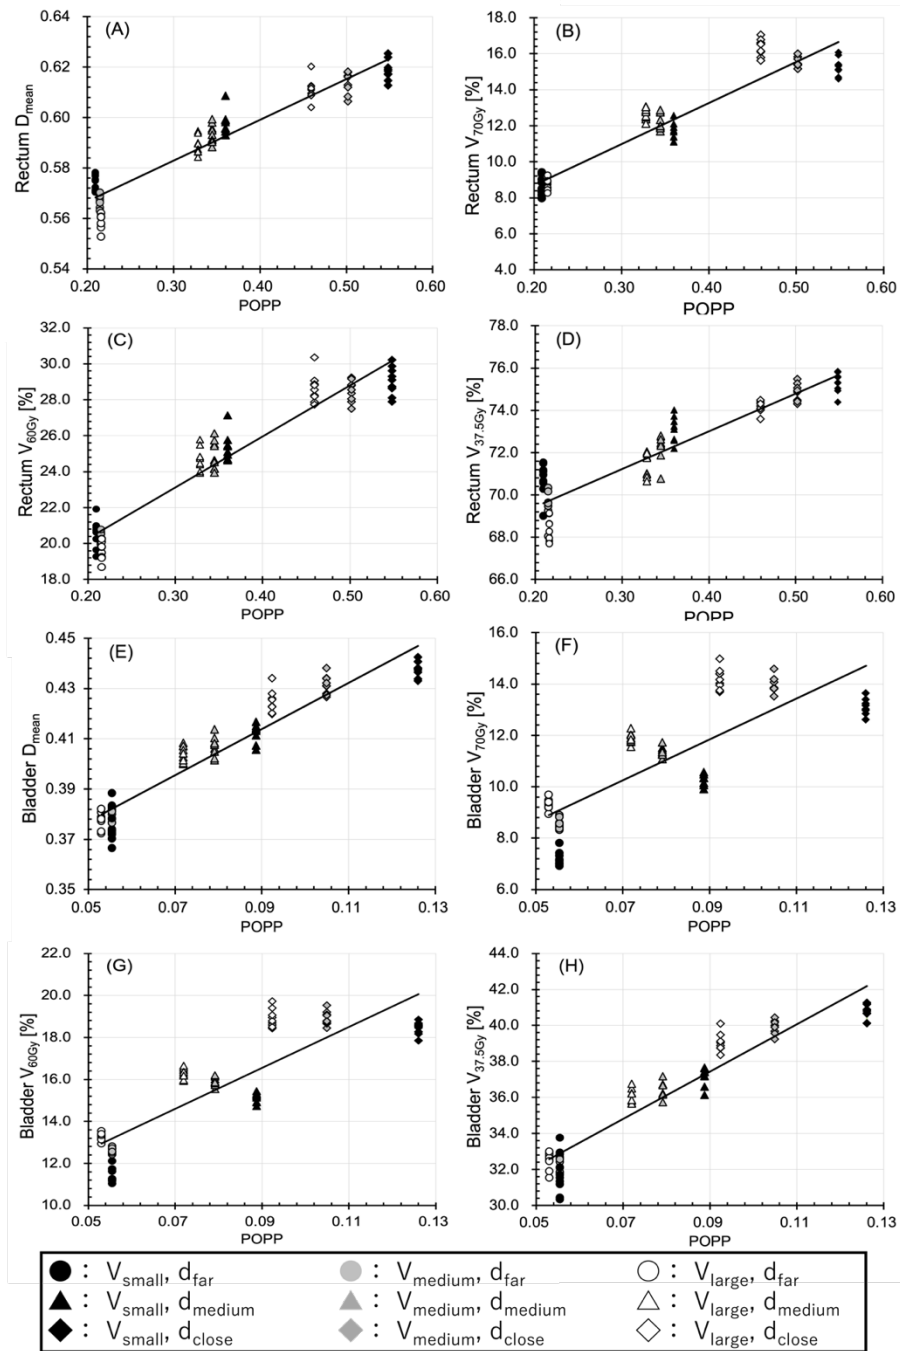 (A)
Rectum Dmean
0.64
0.62
0.60
0.58
0.56
0.54
0.20 0.30 0.40 0.50 0.60
POPP
(B)
Rectum V70Gy [%]
18.0
16.0
14.0
12.0
10.0
8.0
6.0
4.0
0.20 0.30 0.40 0.50 0.60
POPP
(C)
Rectum V60Gy [%]
32.0
30.0
28.0
26.0
24.0
22.0
20.0
18.0
0.20 0.30 0.40 0.50 0.60
POPP
(D)
Rectum V37.5Gy [%]
78.0
76.0
74.0
72.0
70.0
68.0
66.0
0.20 0.30 0.40 0.50 0.60
POPP
(E)
Bladder Dmean
0.45
0.43
0.41
0.39
0.37
0.35
0.05 0.07 0.09 0.11 0.13
POPP
(F)
Bladder V70Gy [%]
16.0
14.0
12.0
10.0
8.0
6.0
0.05 0.07 0.09 0.11 0.13
POPP
(G)
Bladder V60Gy [%]
22.0
20.0
18.0
16.0
14.0
12.0
10.0
0.05 0.07 0.09 0.11 0.13
POPP
(H)
Bladder V37.5Gy [%]
44.0
42.0
40.0
38.0
36.0
34.0
32.0
30.0
0.05 0.07 0.09 0.11 0.13
POPP
● : Vsmall, dfar ● : Vmedium, dfar ○ : Vlarge, dfar
▲ : Vsmall, dmedium ▲ : Vmedium, dmedium △ : Vlarge, dmedium
◆ : Vsmall, dclose ◆ : Vmedium, dclose ◇ : Vlarge, dclose